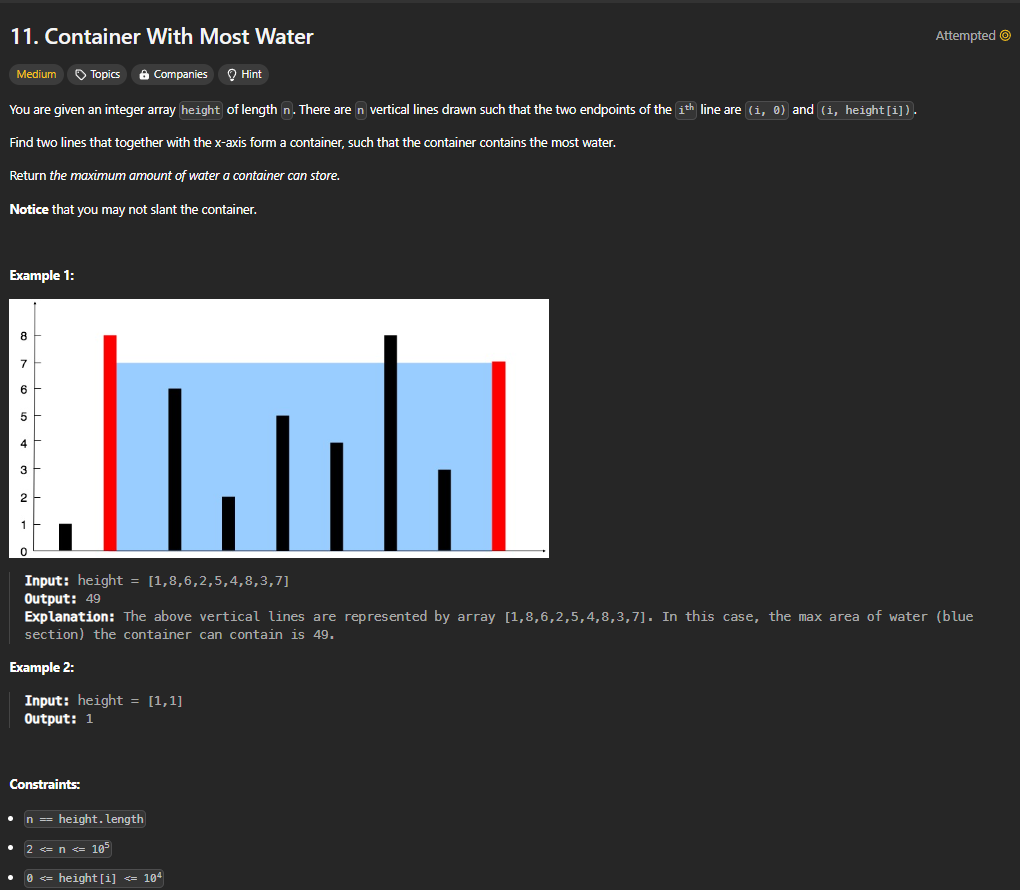 11. Container With Most Water
Attempted
Medium Topics Companies Hint
You are given an integer array height of length n. There are n vertical lines drawn such that the two endpoints of the iᵗʰ line are (i, 0) and (i, height[i]).
Find two lines that together with the x-axis form a container, such that the container contains the most water.
Return the maximum amount of water a container can store.
Notice that you may not slant the container.
Example 1:
8
7
6
5
4
3
2
1
0
Input: height = [1,8,6,2,5,4,8,3,7]
Output: 49
Explanation: The above vertical lines are represented by array [1,8,6,2,5,4,8,3,7]. In this case, the max area of water (blue
section) the container can contain is 49.
Example 2:
Input: height = [1,1]
Output: 1
Constraints:
n == height.length
2 <= n <= 10⁵
0 <= height[i] <= 10⁴